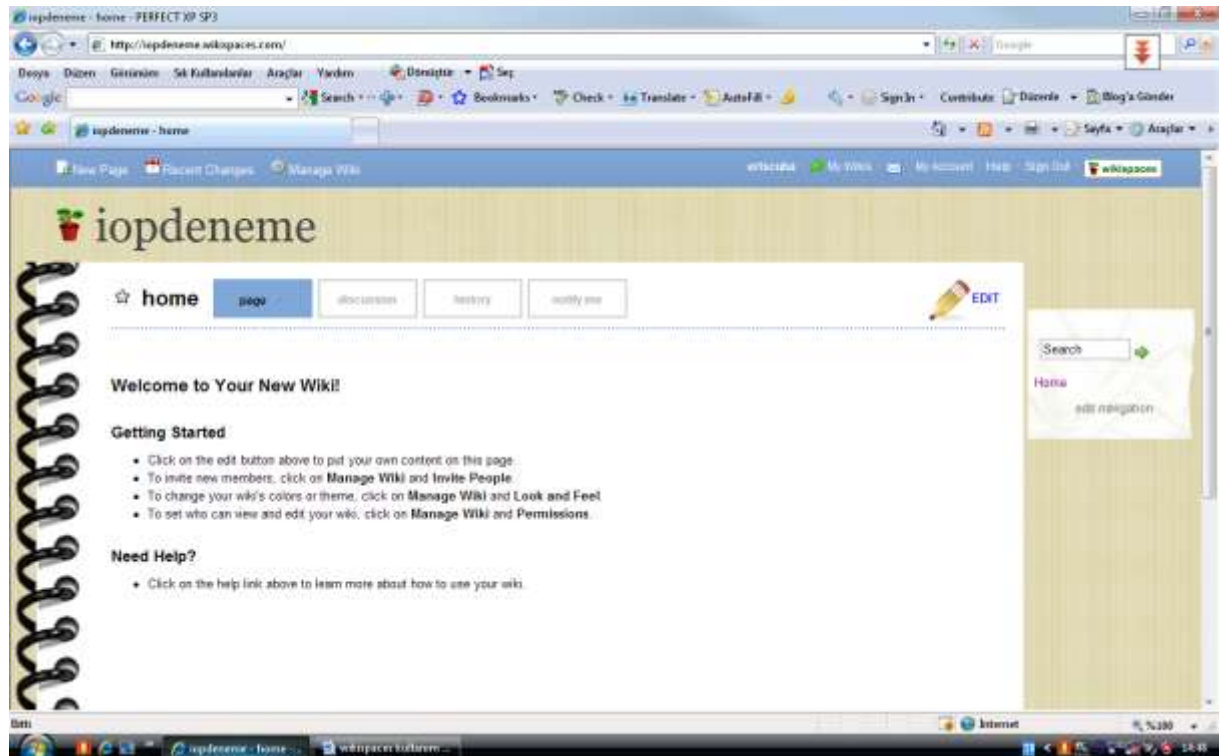 iopdeneme - home - PERFECT XP SP3
http://iopdeneme.wikispaces.com/
Google
Dosya Düzen Görünüm Sık Kullanılanlar Araçlar Yardım Dönüştür Seç
Google Search Bookmarks Check Translate AutoFill Sign In Contribute Düzenle Blog'a Gönder
iopdeneme - home Sayfa Araçlar
New Page Recent Changes Manage Wiki My Wikis My Account Help Sign Out wikispaces
iopdeneme
home page discussion history notify me EDIT
Search
Home
edit navigation
Welcome to Your New Wiki!
Getting Started
• Click on the edit button above to put your own content on this page
• To invite new members, click on Manage Wiki and Invite People
• To change your wiki's colors or theme, click on Manage Wiki and Look and Feel
• To set who can view and edit your wiki, click on Manage Wiki and Permissions.
Need Help?
• Click on the help link above to learn more about how to use your wiki.
Bitti Internet %100
iopdeneme - home ... wikispaces kullanım ...